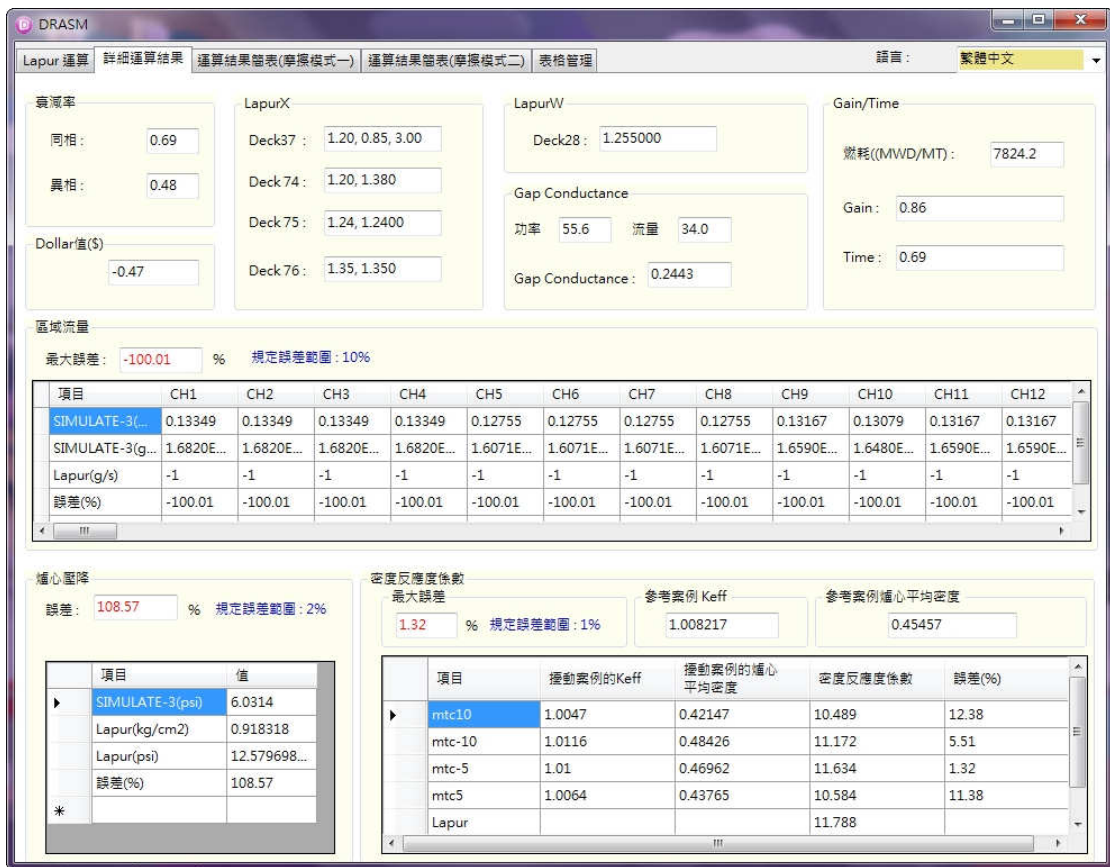 DRASM
Lapur 運算 詳細運算結果 運算結果簡表(摩擦模式一) 運算結果簡表(摩擦模式二) 表格管理 語言: 繁體中文
衰減率
同相: 0.69
異相: 0.48
Dollar值($)
-0.47
LapurX
Deck37 : 1.20, 0.85, 3.00
Deck 74 : 1.20, 1.380
Deck 75 : 1.24, 1.2400
Deck 76 : 1.35, 1.350
LapurW
Deck28 : 1.255000
Gap Conductance
功率 55.6 流量 34.0
Gap Conductance : 0.2443
Gain/Time
燃耗((MWD/MT) : 7824.2
Gain : 0.86
Time : 0.69
區域流量
最大誤差: -100.01 % 規定誤差範圍 : 10%
項目 CH1 CH2 CH3 CH4 CH5 CH6 CH7 CH8 CH9 CH10 CH11 CH12
SIMULATE-3(... 0.13349 0.13349 0.13349 0.13349 0.12755 0.12755 0.12755 0.12755 0.13167 0.13079 0.13167 0.13167
SIMULATE-3(g... 1.6820E... 1.6820E... 1.6820E... 1.6820E... 1.6071E... 1.6071E... 1.6071E... 1.6071E... 1.6590E... 1.6480E... 1.6590E... 1.6590E...
Lapur(g/s) -1 -1 -1 -1 -1 -1 -1 -1 -1 -1 -1 -1
誤差(%) -100.01 -100.01 -100.01 -100.01 -100.01 -100.01 -100.01 -100.01 -100.01 -100.01 -100.01 -100.01
爐心壓降
誤差: 108.57 % 規定誤差範圍 : 2%
項目 值
SIMULATE-3(psi) 6.0314
Lapur(kg/cm2) 0.918318
Lapur(psi) 12.579698...
誤差(%) 108.57
密度反應度係數
最大誤差
1.32 % 規定誤差範圍 : 1%
參考案例 Keff
1.008217
參考案例爐心平均密度
0.45457
項目 擾動案例的Keff 擾動案例的爐心 密度反應度係數 誤差(%)
平均密度
mtc10 1.0047 0.42147 10.489 12.38
mtc-10 1.0116 0.48426 11.172 5.51
mtc-5 1.01 0.46962 11.634 1.32
mtc5 1.0064 0.43765 10.584 11.38
Lapur 11.788